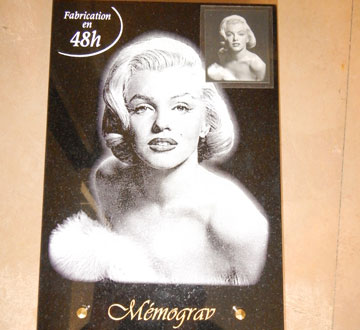 Fabrication
en
48h
Mémograv